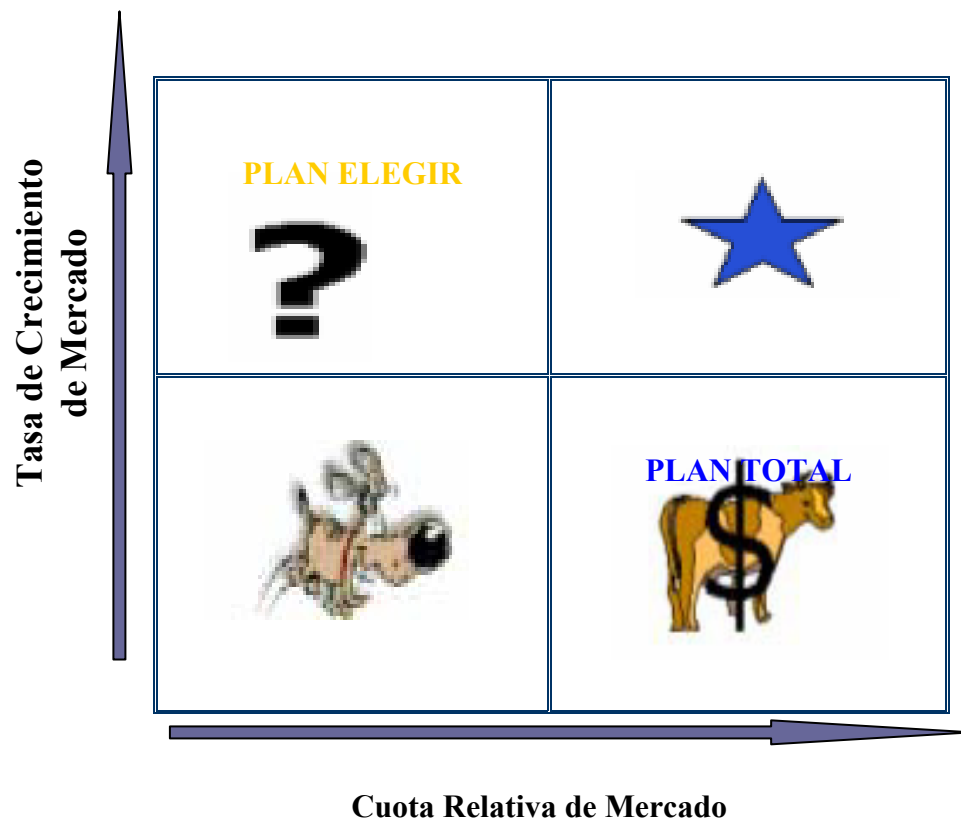 Tasa de Crecimiento
de Mercado
PLAN ELEGIR
?
PLAN TOTAL
$
Cuota Relativa de Mercado